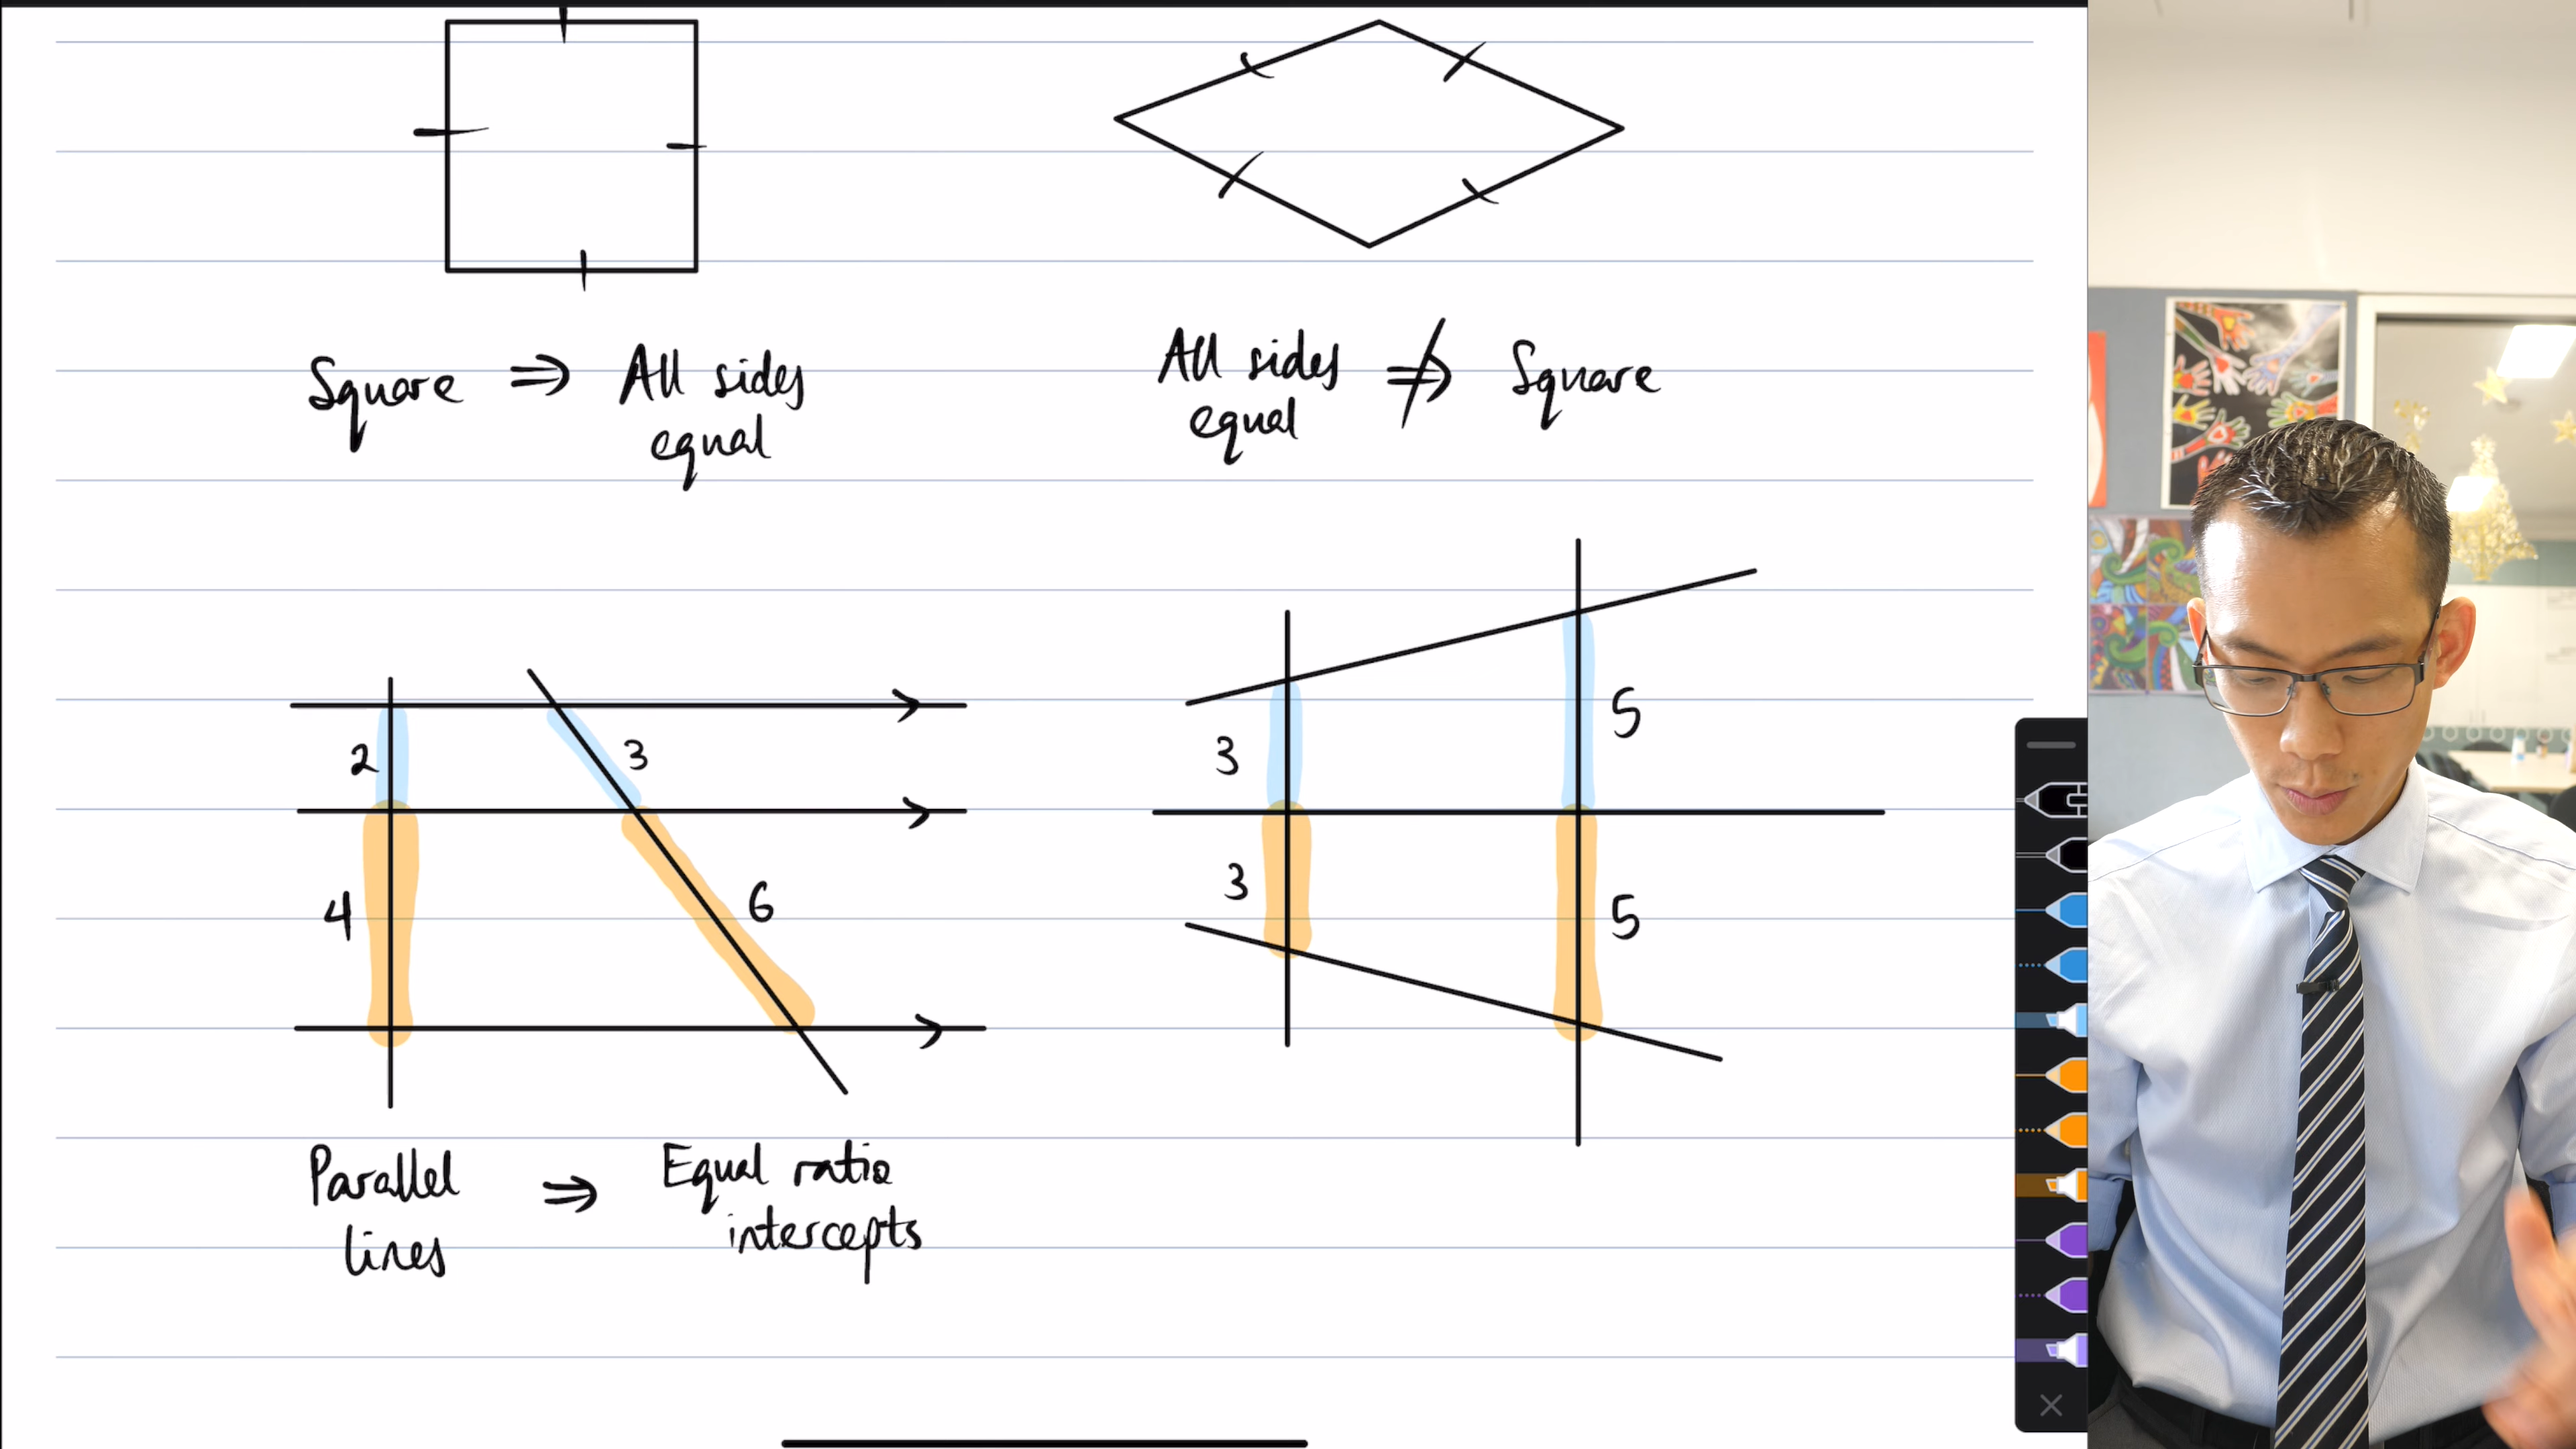 Square ⇒ All sides
equal
All sides ⇏ Square
equal
2
3
4
6
3
5
3
5
Parallel ⇒ Equal ratio
lines intercepts